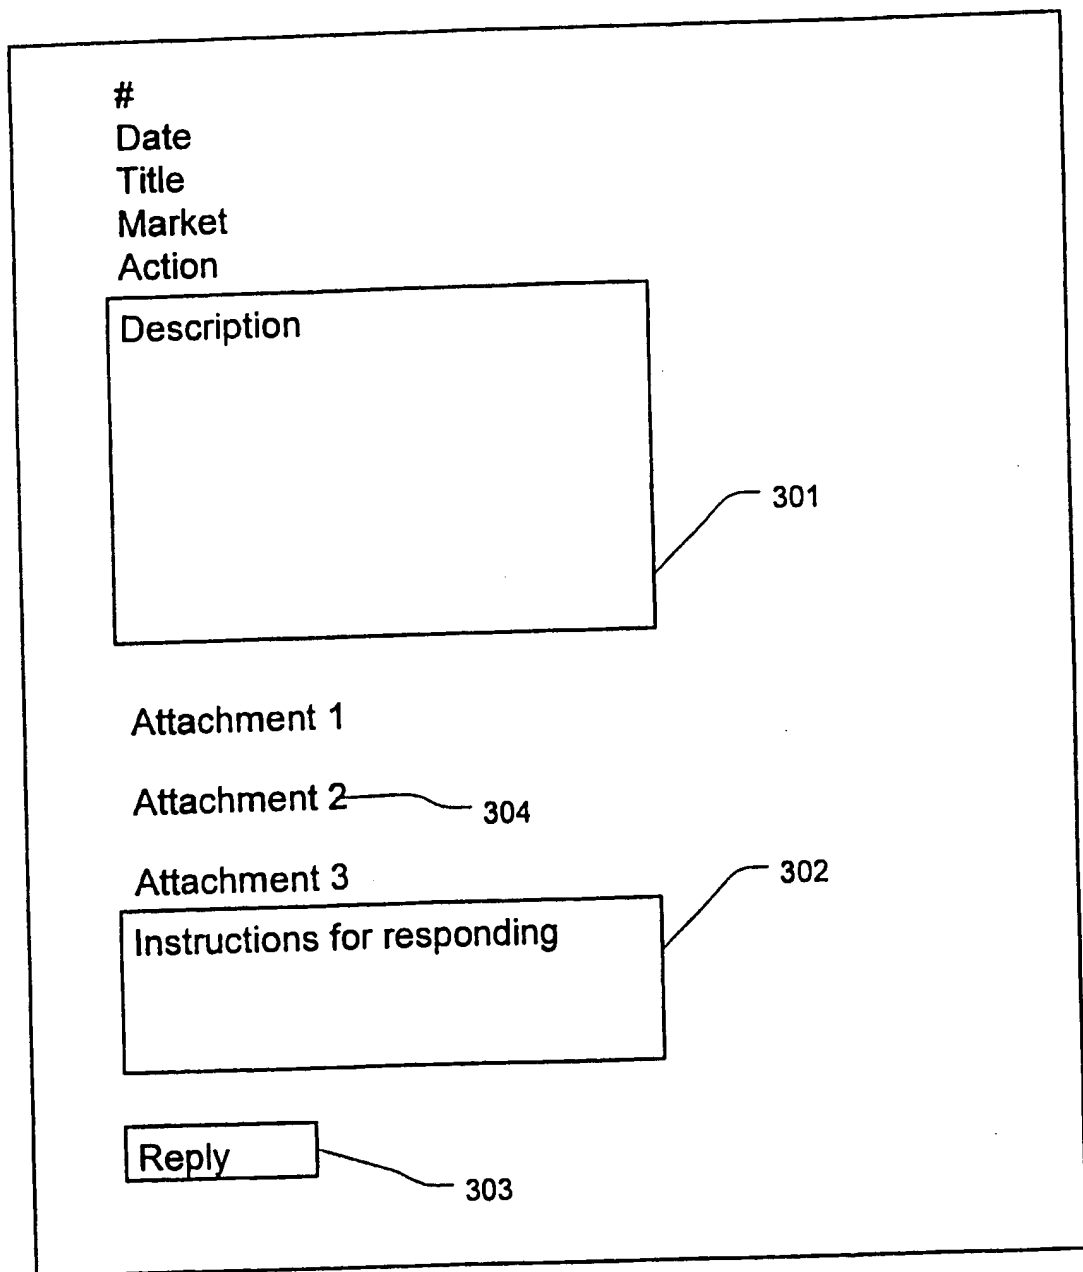 #
Date
Title
Market
Action
Description
301
Attachment 1
Attachment 2
304
Attachment 3
302
Instructions for responding
Reply
303